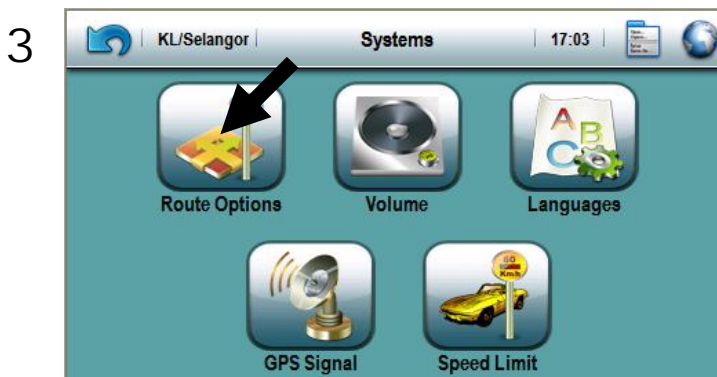 3
KL/Selangor Systems 17:03
Route Options Volume Languages
A B C
60
Km/h
GPS Signal Speed Limit